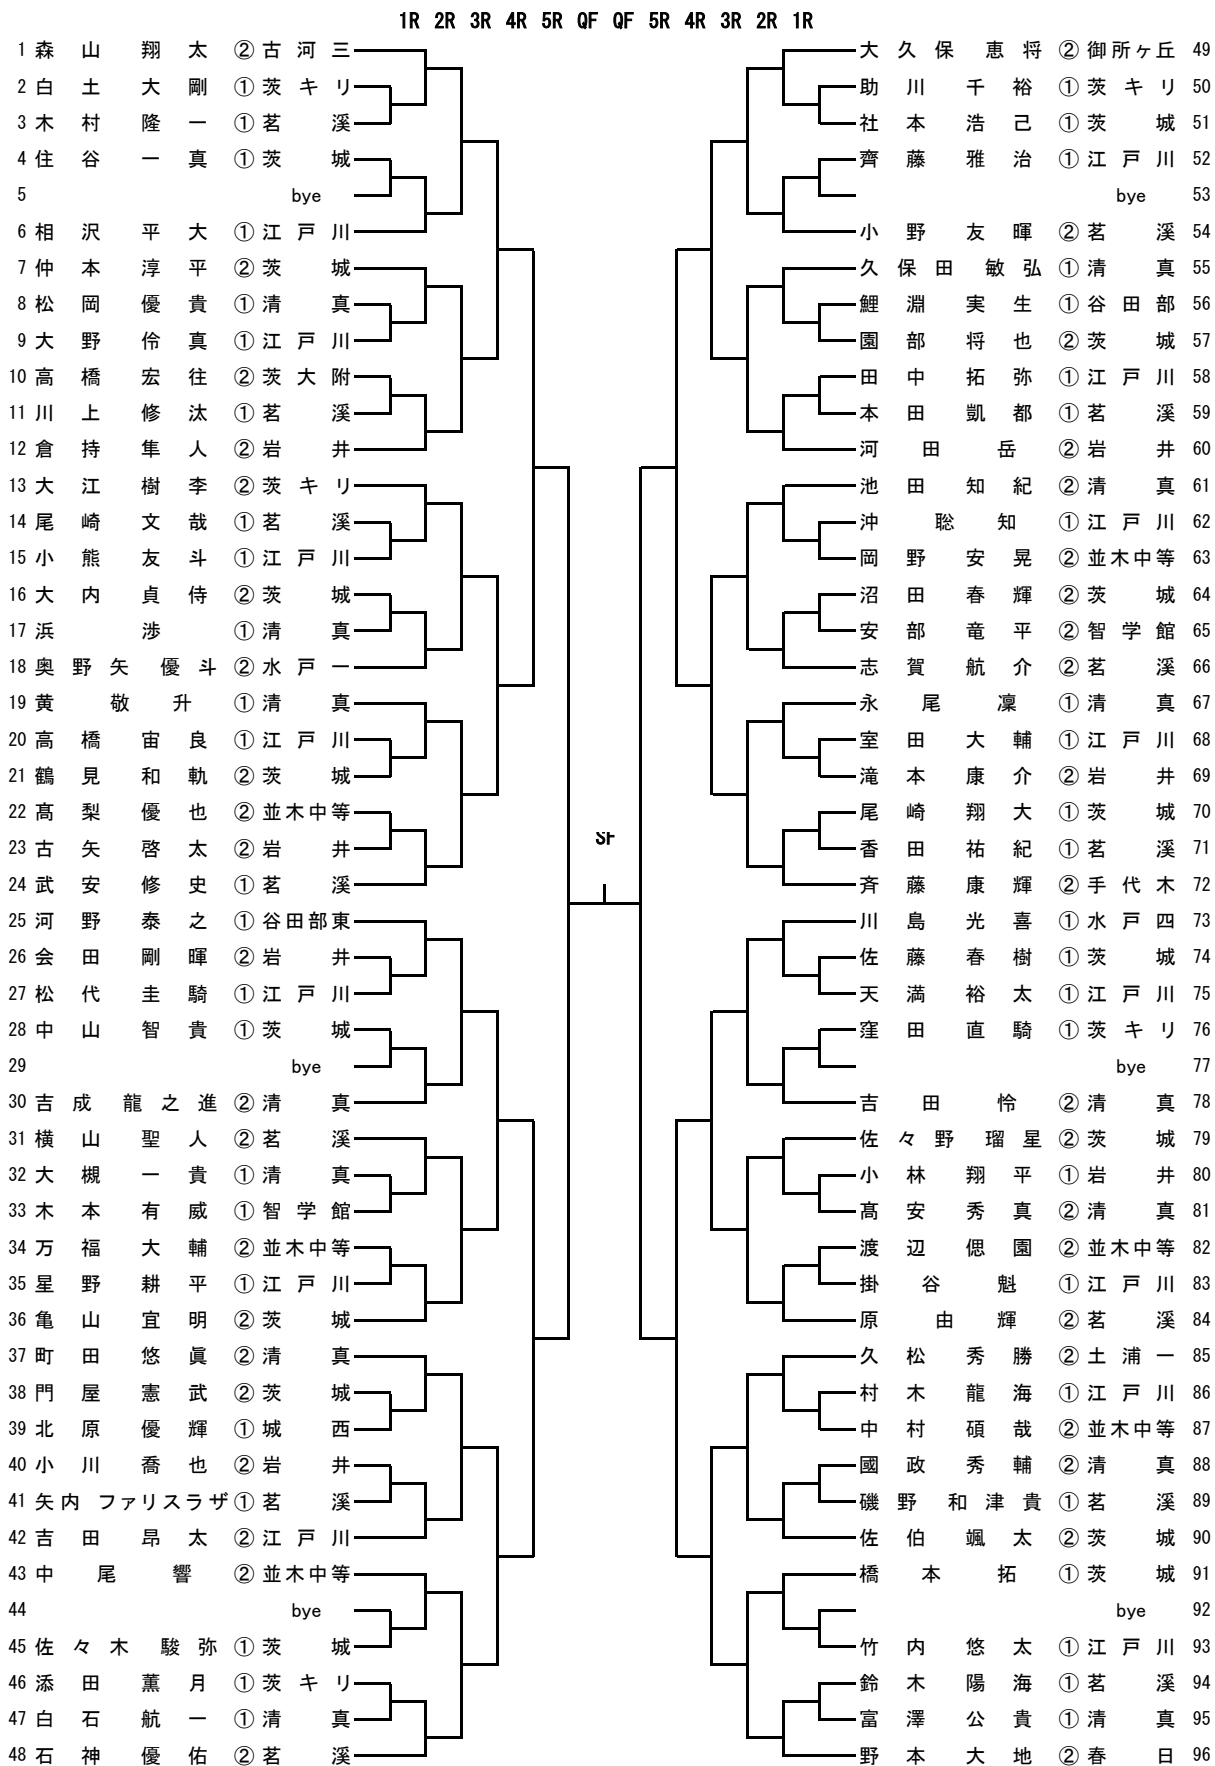 1R 2R 3R 4R 5R QF QF 5R 4R 3R 2R 1R
1 森山 翔太 ② 古河三
2 白土 大剛 ① 茨キリ
3 木村 隆一 ① 茗溪
4 住谷 一真 ① 茨城
5 bye
6 相沢 平大 ① 江戸川
7 仲本 淳平 ② 茨城
8 松岡 優貴 ① 清真
9 大野 伶真 ① 江戸川
10 高橋 宏往 ② 茨大附
11 川上 修汰 ① 茗溪
12 倉持 隼人 ② 岩井
13 大江 樹李 ② 茨キリ
14 尾崎 文哉 ① 茗溪
15 小熊 友斗 ① 江戸川
16 大内 貞侍 ② 茨城
17 浜 渉 ① 清真
18 奥野矢 優斗 ② 水戸一
19 黄 敬升 ① 清真
20 高橋 宙良 ① 江戸川
21 鶴見 和軌 ② 茨城
22 髙梨 優也 ② 並木中等
23 古矢 啓太 ② 岩井
24 武安 修史 ① 茗溪
25 河野 泰之 ① 谷田部東
26 会田 剛暉 ② 岩井
27 松代 圭騎 ① 江戸川
28 中山 智貴 ① 茨城
29 bye
30 吉成 龍之進 ② 清真
31 横山 聖人 ② 茗溪
32 大槻 一貴 ① 清真
33 木本 有威 ① 智学館
34 万福 大輔 ② 並木中等
35 星野 耕平 ① 江戸川
36 亀山 宜明 ② 茨城
37 町田 悠眞 ② 清真
38 門屋 憲武 ② 茨城
39 北原 優輝 ① 城西
40 小川 喬也 ② 岩井
41 矢内 ファリスラザ ① 茗溪
42 吉田 昂太 ② 江戸川
43 中尾 響 ② 並木中等
44 bye
45 佐々木 駿弥 ① 茨城
46 添田 薫月 ① 茨キリ
47 白石 航一 ① 清真
48 石神 優佑 ② 茗溪
SF
大久保 恵将 ② 御所ヶ丘 49
助川 千裕 ① 茨キリ 50
社本 浩己 ① 茨城 51
齊藤 雅治 ① 江戸川 52
bye 53
小野 友暉 ② 茗溪 54
久保田 敏弘 ① 清真 55
鯉淵 実生 ① 谷田部 56
園部 将也 ② 茨城 57
田中 拓弥 ① 江戸川 58
本田 凱都 ① 茗溪 59
河田 岳 ② 岩井 60
池田 知紀 ② 清真 61
沖 聡知 ① 江戸川 62
岡野 安晃 ② 並木中等 63
沼田 春輝 ② 茨城 64
安部 竜平 ② 智学館 65
志賀 航介 ② 茗溪 66
永尾 凜 ① 清真 67
室田 大輔 ① 江戸川 68
滝本 康介 ② 岩井 69
尾崎 翔大 ① 茨城 70
香田 祐紀 ① 茗溪 71
斉藤 康輝 ② 手代木 72
川島 光喜 ① 水戸四 73
佐藤 春樹 ① 茨城 74
天満 裕太 ① 江戸川 75
窪田 直騎 ① 茨キリ 76
bye 77
吉田 怜 ② 清真 78
佐々野 瑠星 ② 茨城 79
小林 翔平 ① 岩井 80
髙安 秀真 ② 清真 81
渡辺 偲園 ② 並木中等 82
掛谷 魁 ① 江戸川 83
原 由輝 ② 茗溪 84
久松 秀勝 ② 土浦一 85
村木 龍海 ① 江戸川 86
中村 碩哉 ② 並木中等 87
國政 秀輔 ② 清真 88
磯野 和津貴 ① 茗溪 89
佐伯 颯太 ② 茨城 90
橋本 拓 ① 茨城 91
bye 92
竹内 悠太 ① 江戸川 93
鈴木 陽海 ① 茗溪 94
富澤 公貴 ① 清真 95
野本 大地 ② 春日 96